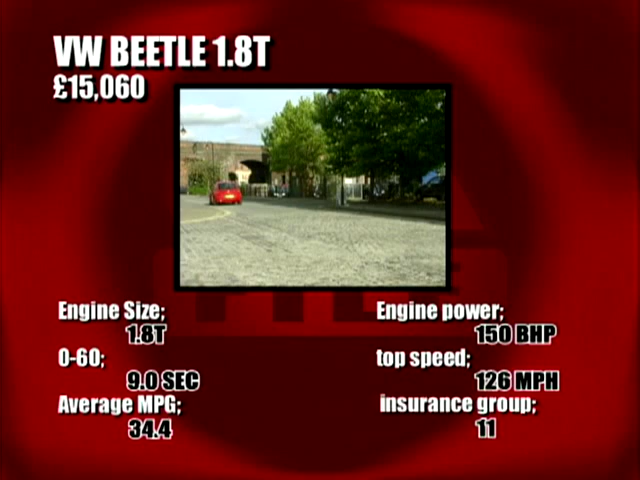 VW BEETLE 1.8T
£15,060
Engine Size;
1.8T
0-60;
9.0 SEC
Average MPG;
34.4
Engine power;
150 BHP
top speed;
126 MPH
insurance group;
11